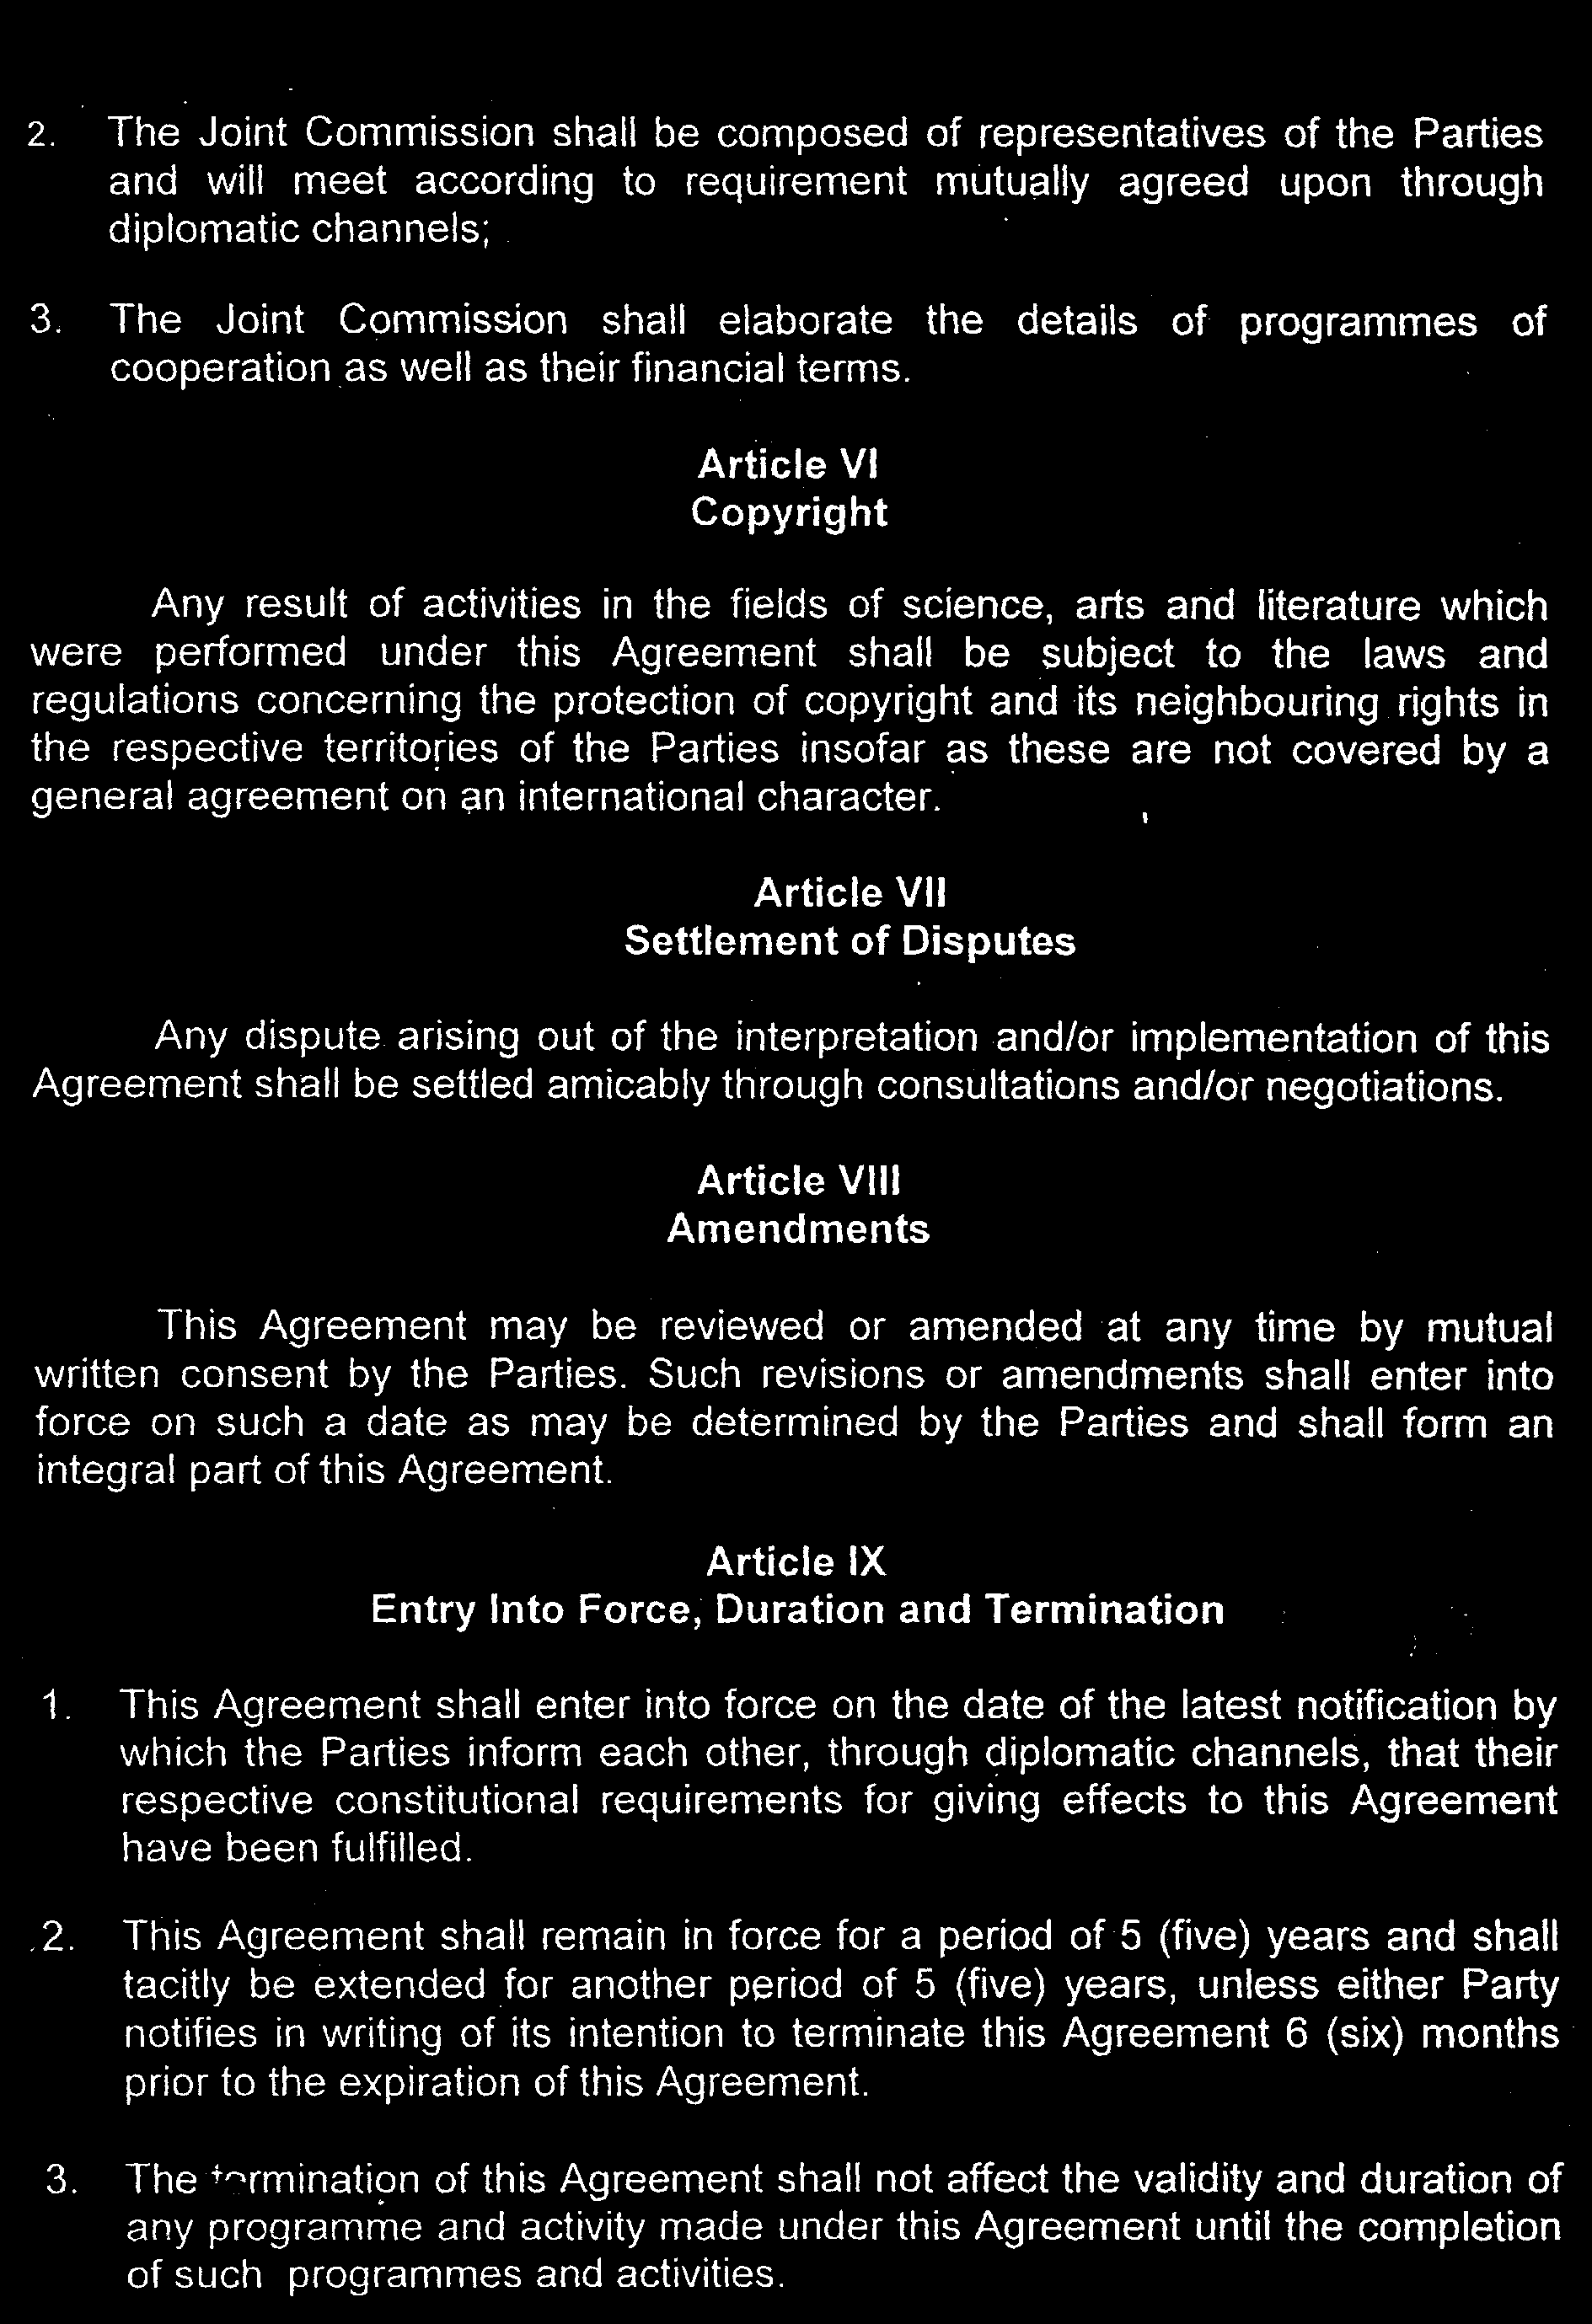 2. The Joint Commission shall be composed of representatives of the Parties
and will meet according to requirement mutually agreed upon through
diplomatic channels;
3. The Joint Commission shall elaborate the details of programmes of
cooperation as well as their financial terms.
Article VI
Copyright
Any result of activities in the fields of science, arts and literature which
were performed under this Agreement shall be subject to the laws and
regulations concerning the protection of copyright and its neighbouring rights in
the respective territories of the Parties insofar as these are not covered by a
general agreement on an international character.
Article VII
Settlement of Disputes
Any dispute arising out of the interpretation and/or implementation of this
Agreement shall be settled amicably through consultations and/or negotiations.
Article VIII
Amendments
This Agreement may be reviewed or amended at any time by mutual
written consent by the Parties. Such revisions or amendments shall enter into
force on such a date as may be determined by the Parties and shall form an
integral part of this Agreement.
Article IX
Entry Into Force, Duration and Termination
1. This Agreement shall enter into force on the date of the latest notification by
which the Parties inform each other, through diplomatic channels, that their
respective constitutional requirements for giving effects to this Agreement
have been fulfilled.
2. This Agreement shall remain in force for a period of 5 (five) years and shall
tacitly be extended for another period of 5 (five) years, unless either Party
notifies in writing of its intention to terminate this Agreement 6 (six) months
prior to the expiration of this Agreement.
3. The termination of this Agreement shall not affect the validity and duration of
any programme and activity made under this Agreement until the completion
of such programmes and activities.